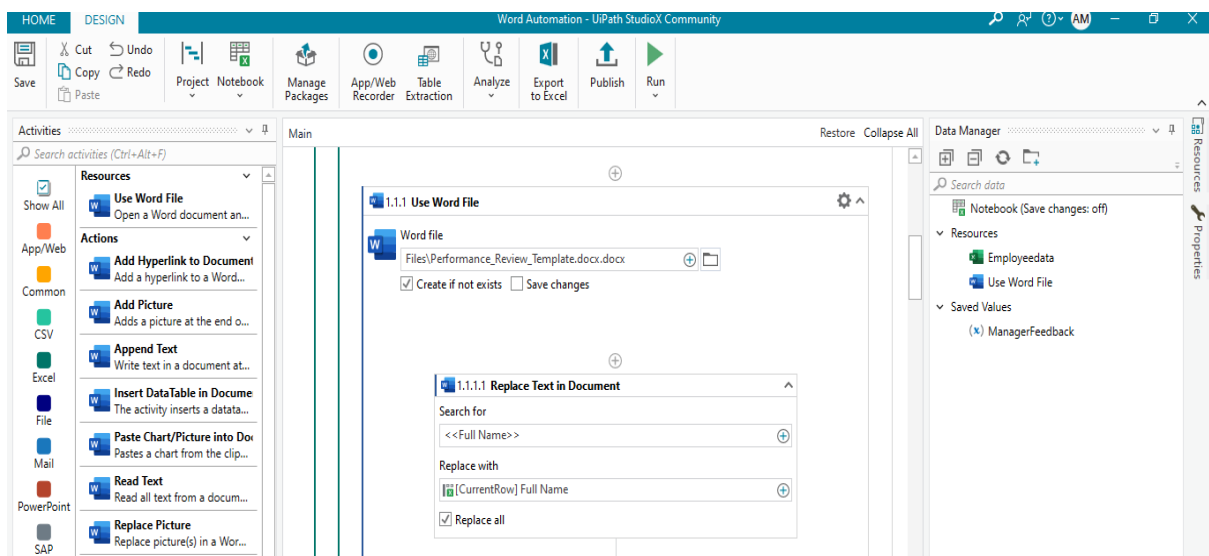 HOME DESIGN Word Automation - UiPath StudioX Community AM
Save
Cut
Copy
Paste
Undo
Redo
Project
Notebook
Manage Packages
App/Web Recorder
Table Extraction
Analyze
Export to Excel
Publish
Run
Activities
Search activities (Ctrl+Alt+F)
Show All
App/Web
Common
CSV
Excel
File
Mail
PowerPoint
SAP
Resources
Use Word File
Open a Word document an...
Actions
Add Hyperlink to Document
Add a hyperlink to a Word...
Add Picture
Adds a picture at the end o...
Append Text
Write text in a document at...
Insert DataTable in Docume
The activity inserts a datata...
Paste Chart/Picture into Do
Pastes a chart from the clip...
Read Text
Read all text from a docum...
Replace Picture
Replace picture(s) in a Wor...
Main Restore Collapse All
1.1.1 Use Word File
Word file
Files\Performance_Review_Template.docx.docx
Create if not exists Save changes
1.1.1.1 Replace Text in Document
Search for
<<Full Name>>
Replace with
[CurrentRow] Full Name
Replace all
Data Manager
Search data
Notebook (Save changes: off)
Resources
Employeedata
Use Word File
Saved Values
(x) ManagerFeedback
Resources
Properties